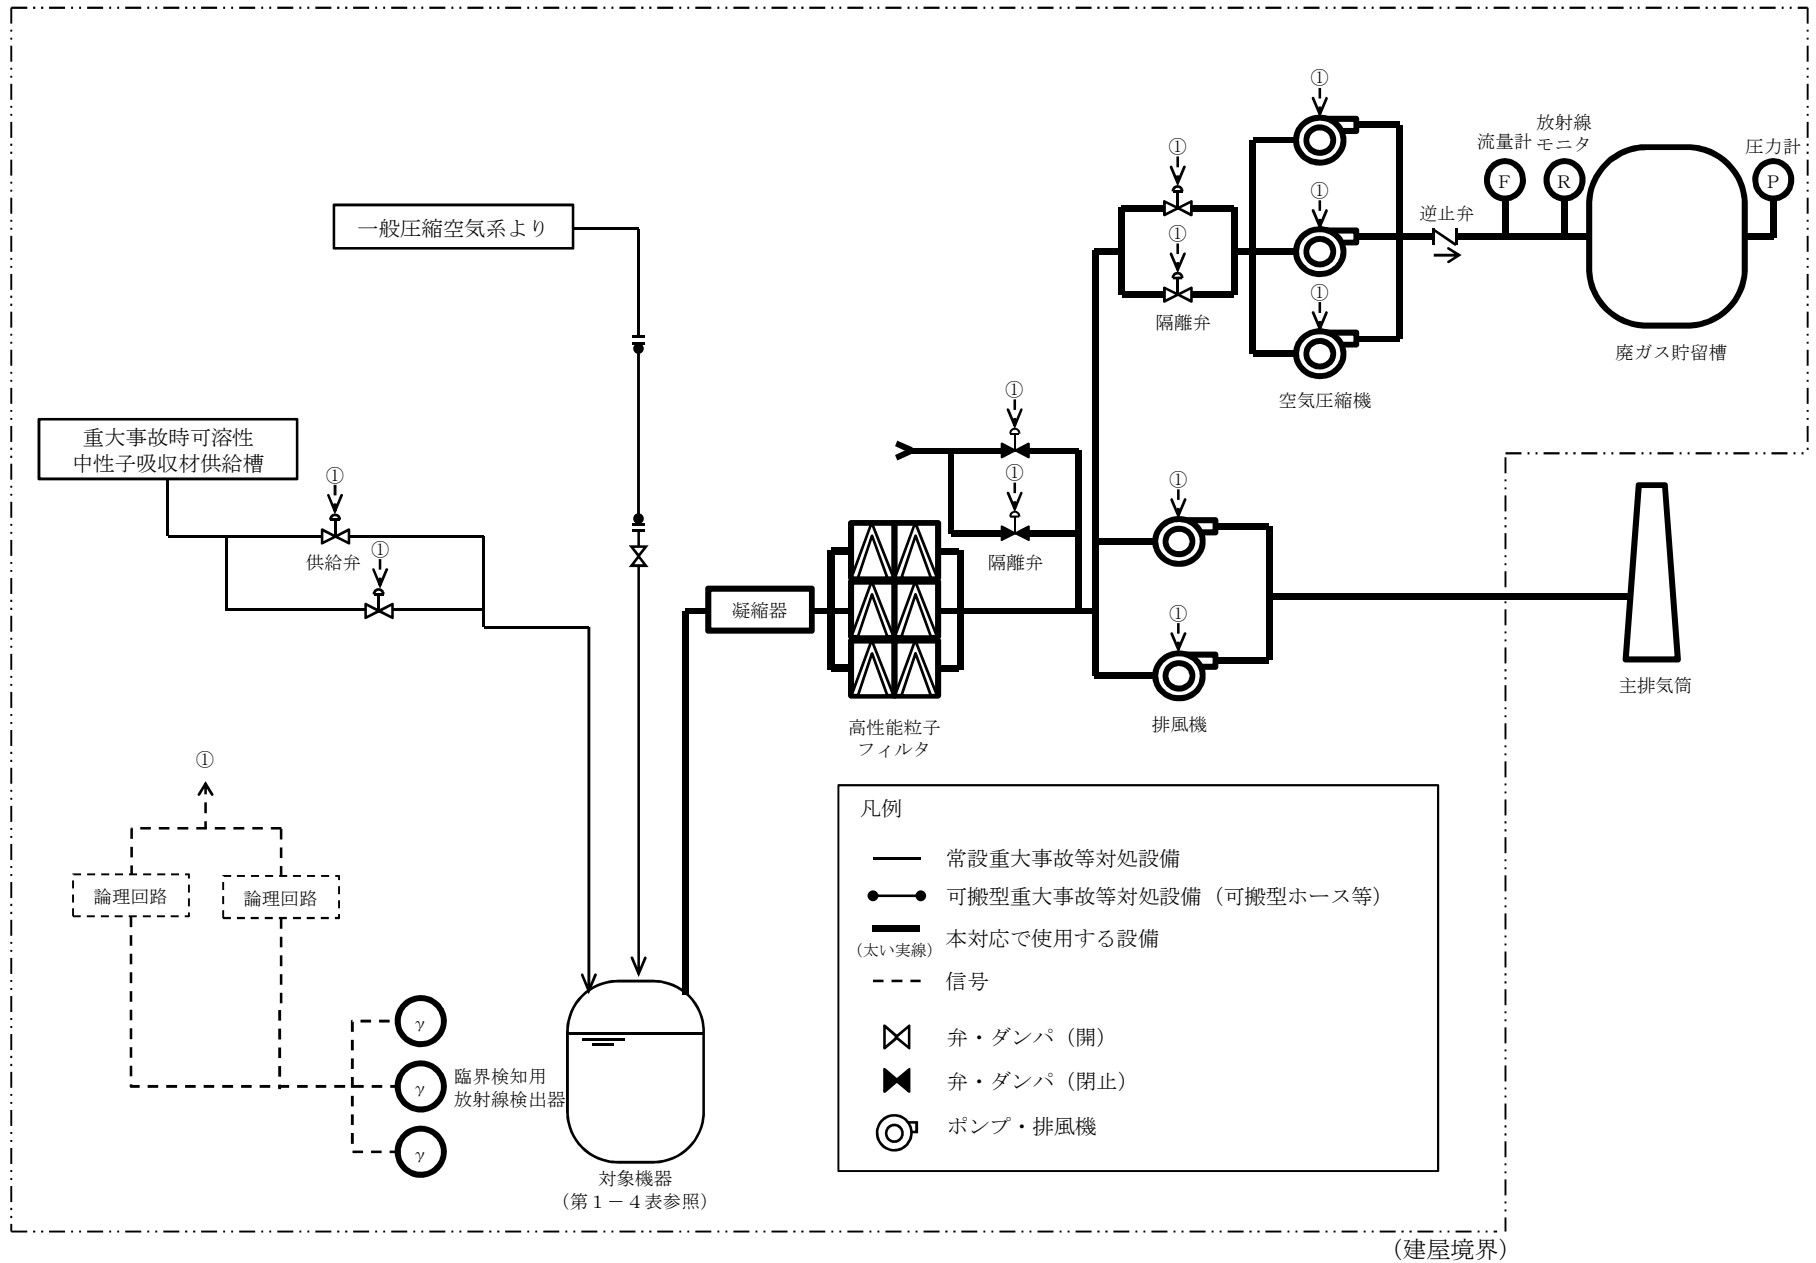 ①
①
①
①
①
一般圧縮空気系より
流量計
放射線
モニタ
圧力計
F
R
P
逆止弁
隔離弁
空気圧縮機
廃ガス貯留槽
重大事故時可溶性
中性子吸収材供給槽
①
①
供給弁
①
①
隔離弁
①
①
凝縮器
高性能粒子
フィルタ
排風機
主排気筒
①
論理回路
論理回路
γ
γ
γ
臨界検知用
放射線検出器
対象機器
（第１－４表参照）
凡例
常設重大事故等対処設備
可搬型重大事故等対処設備（可搬型ホース等）
（太い実線）
本対応で使用する設備
信号
弁・ダンパ（開）
弁・ダンパ（閉止）
ポンプ・排風機
（建屋境界）